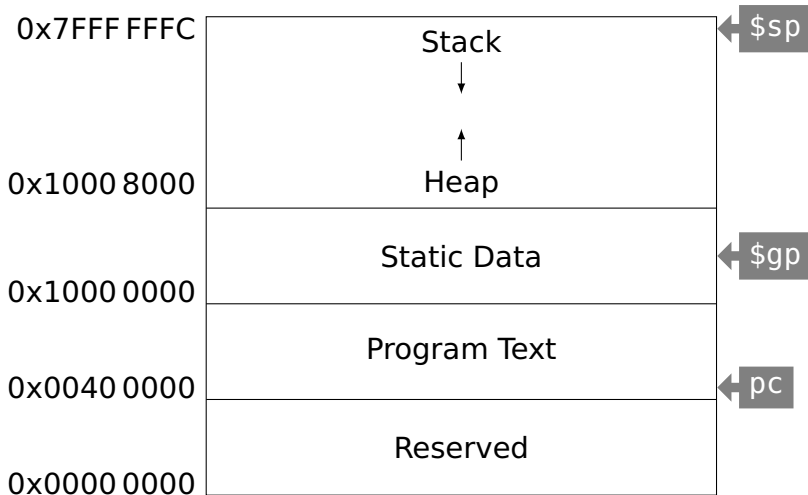 0x7FFF FFFC
Stack
$sp
0x1000 8000
Heap
Static Data
$gp
0x1000 0000
Program Text
0x0040 0000
pc
Reserved
0x0000 0000